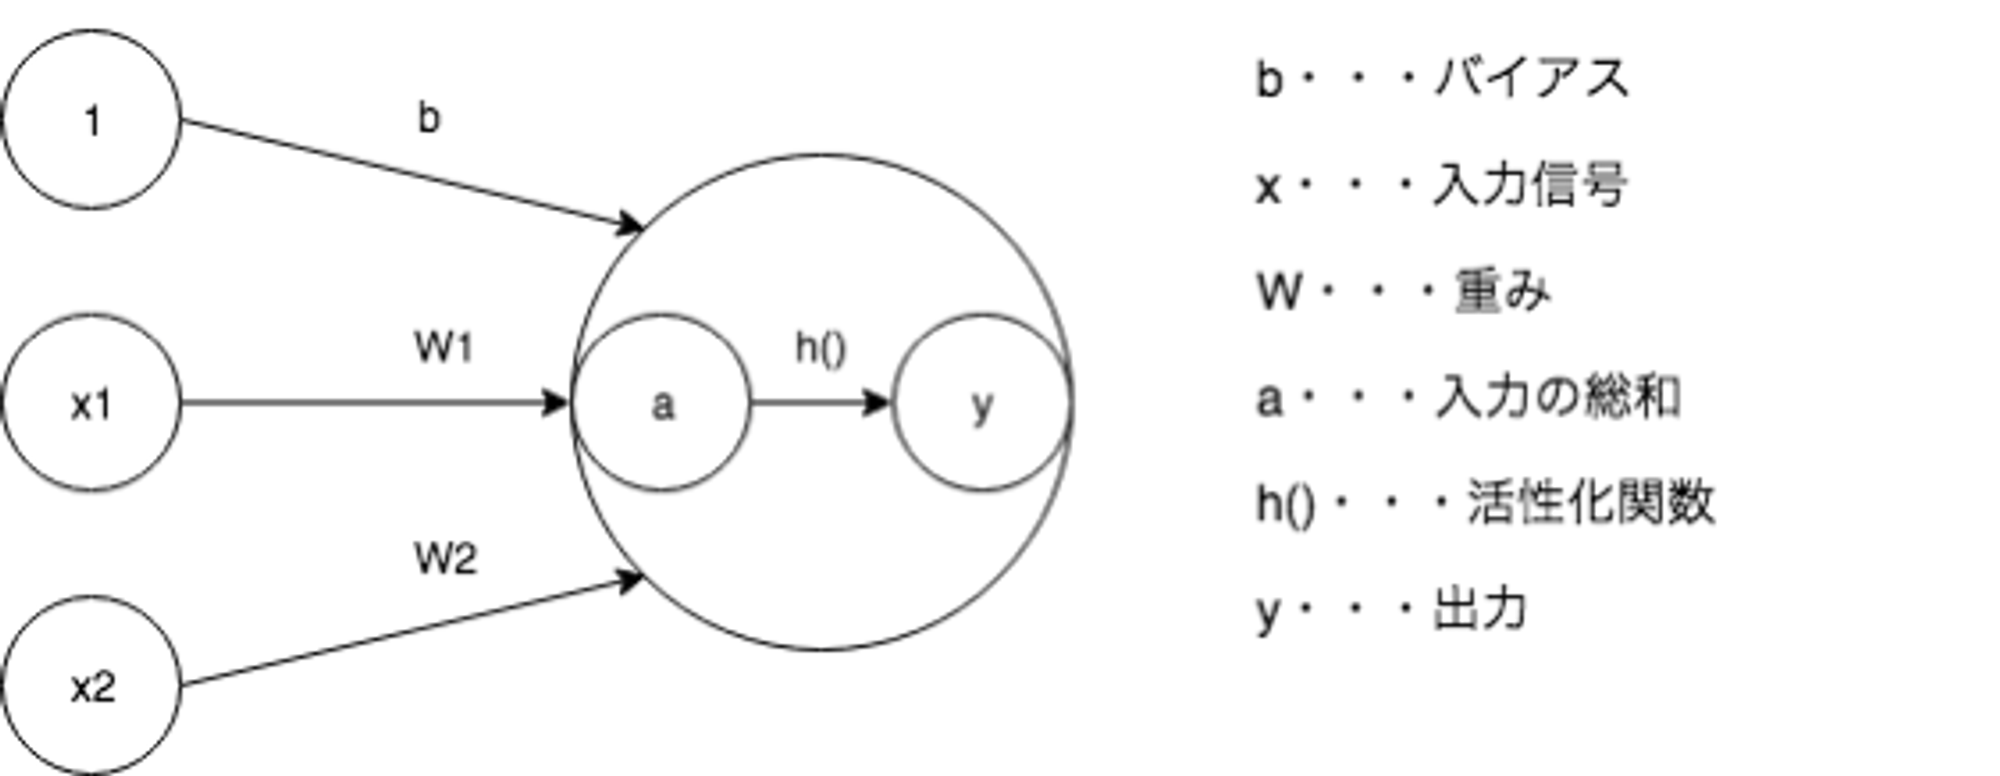 1
b
x1
W1
a
h()
y
W2
x2
b・・・バイアス
x・・・入力信号
W・・・重み
a・・・入力の総和
h()・・・活性化関数
y・・・出力